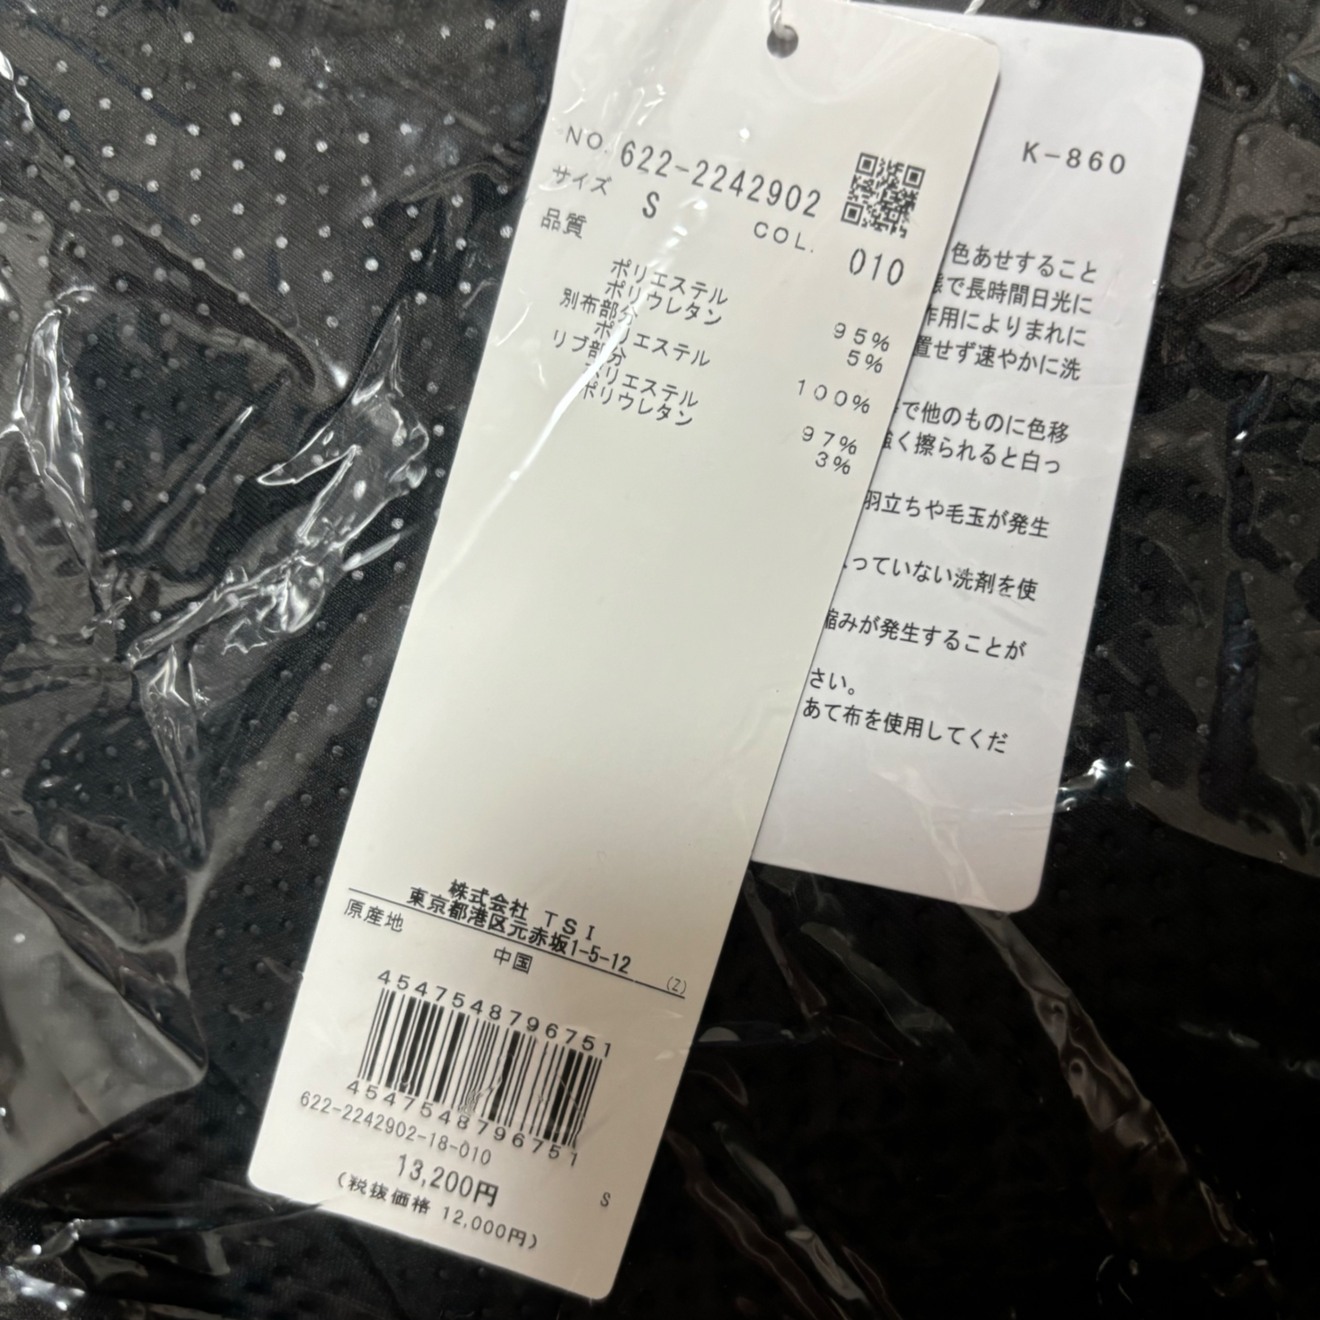 NO. 622-2242902
サイズ S COL. 010
品質
ポリエステル 95%
ポリウレタン 5%
別布部分
ポリエステル 100%
リブ部分
ポリエステル 97%
ポリウレタン 3%
株式会社 TSI
東京都港区元赤坂1-5-12
(Z)
原産地 中国
4547548796751
4547548796751
622-2242902-18-010
13,200円
S
(税抜価格 12,000円)
K-860
色あせすること
で長時間日光に
作用によりまれに
置せず速やかに洗
で他のものに色移
強く擦られると白っ
羽立ちや毛玉が発生
っていない洗剤を使
縮みが発生することが
さい。
あて布を使用してくだ